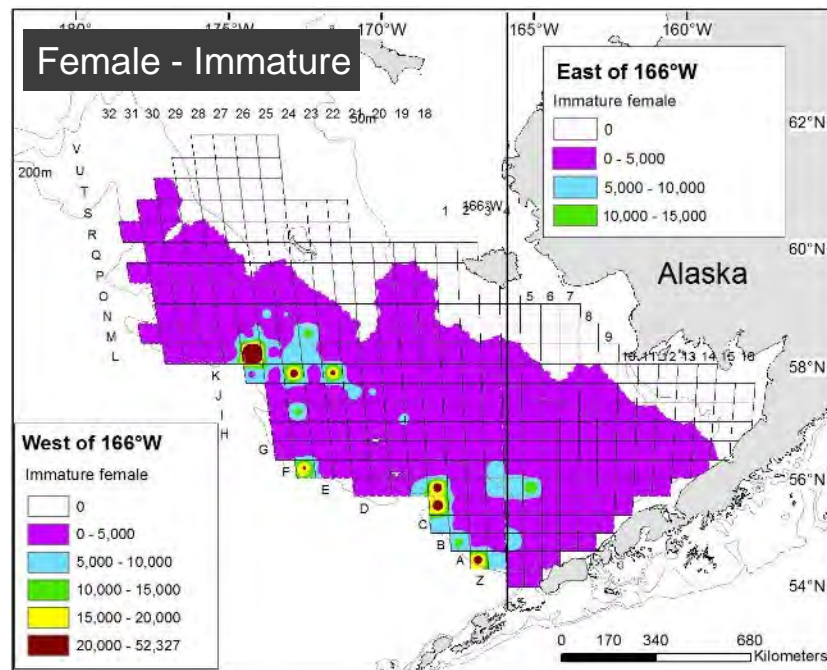 180°
175°W
170°W
165°W
160°W
Female - Immature
East of 166°W
Immature female
0
0 - 5,000
5,000 - 10,000
10,000 - 15,000
32 31 30 29 28 27 26 25 24 23 22 21 20 19 18
50m
200m
62°N
60°N
58°N
56°N
54°N
V
U
T
S
R
Q
P
O
N
M
L
K
J
I
H
G
F
E
D
C
B
A
Z
1 2 3 4
166°W
5 6 7
8
9
10 11 12 13 14 15 16
Alaska
West of 166°W
Immature female
0
0 - 5,000
5,000 - 10,000
10,000 - 15,000
15,000 - 20,000
20,000 - 52,327
0 170 340 680
Kilometers